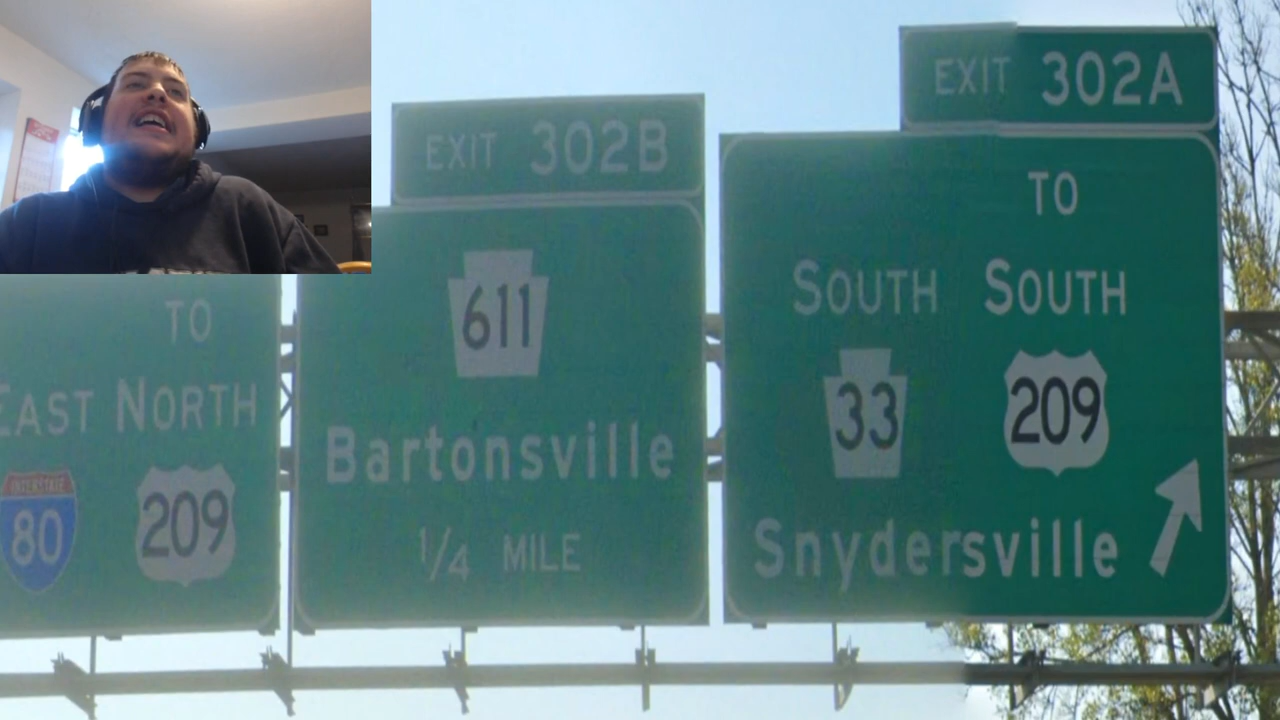 TO
EAST NORTH
INTERSTATE
80 209
EXIT 302B
611
Bartonsville
1/4 MILE
EXIT 302A
TO
SOUTH SOUTH
33 209
Snydersville